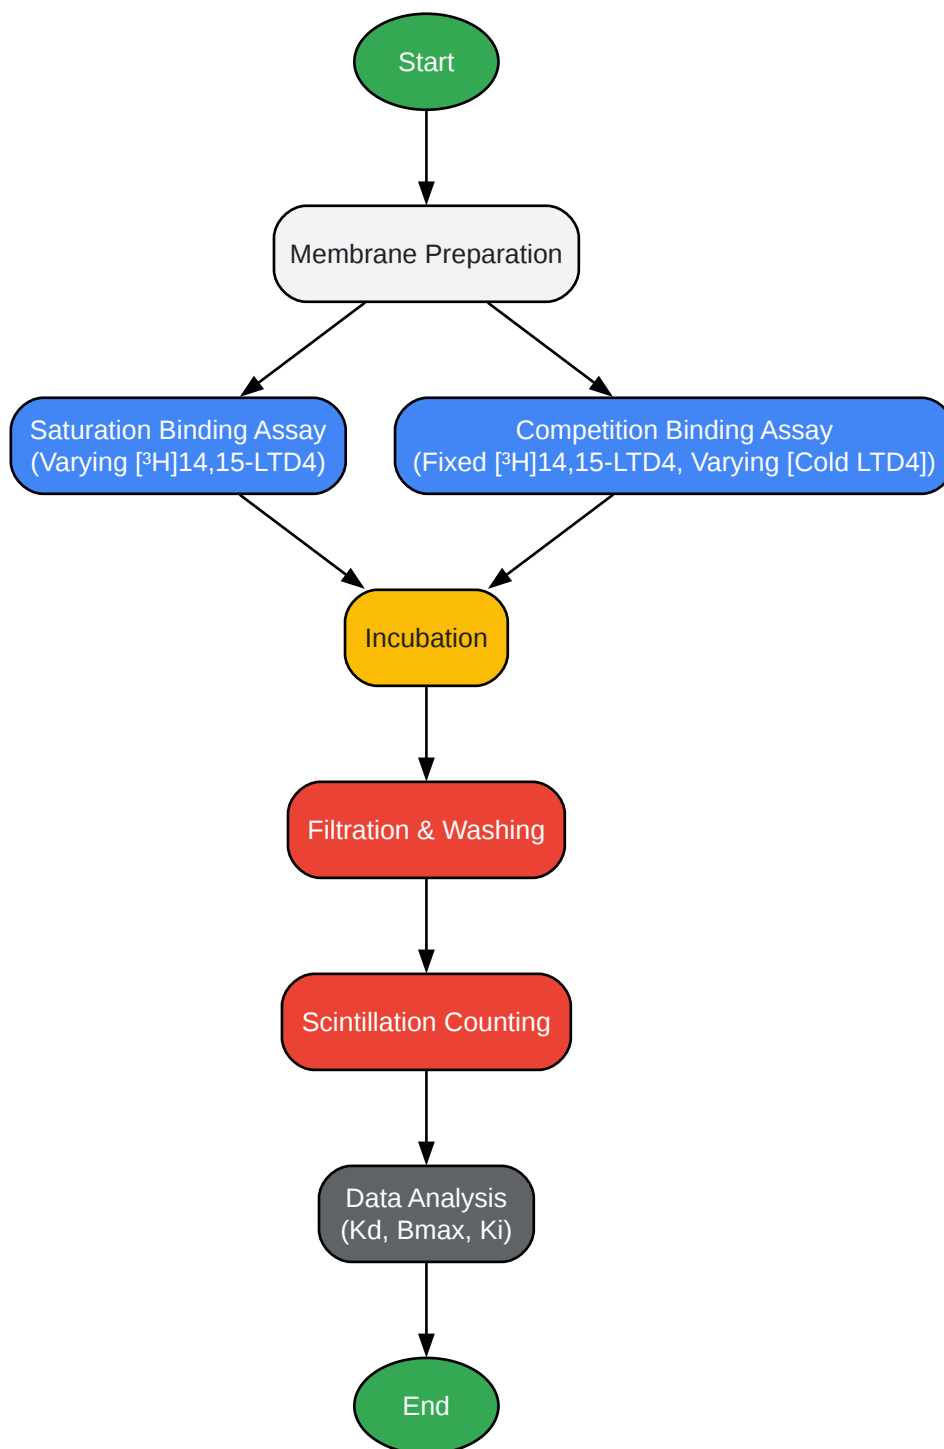 Start
Membrane Preparation
Saturation Binding Assay
(Varying [³H]14,15-LTD4)
Competition Binding Assay
(Fixed [³H]14,15-LTD4, Varying [Cold LTD4])
Incubation
Filtration & Washing
Scintillation Counting
Data Analysis
(Kd, Bmax, Ki)
End